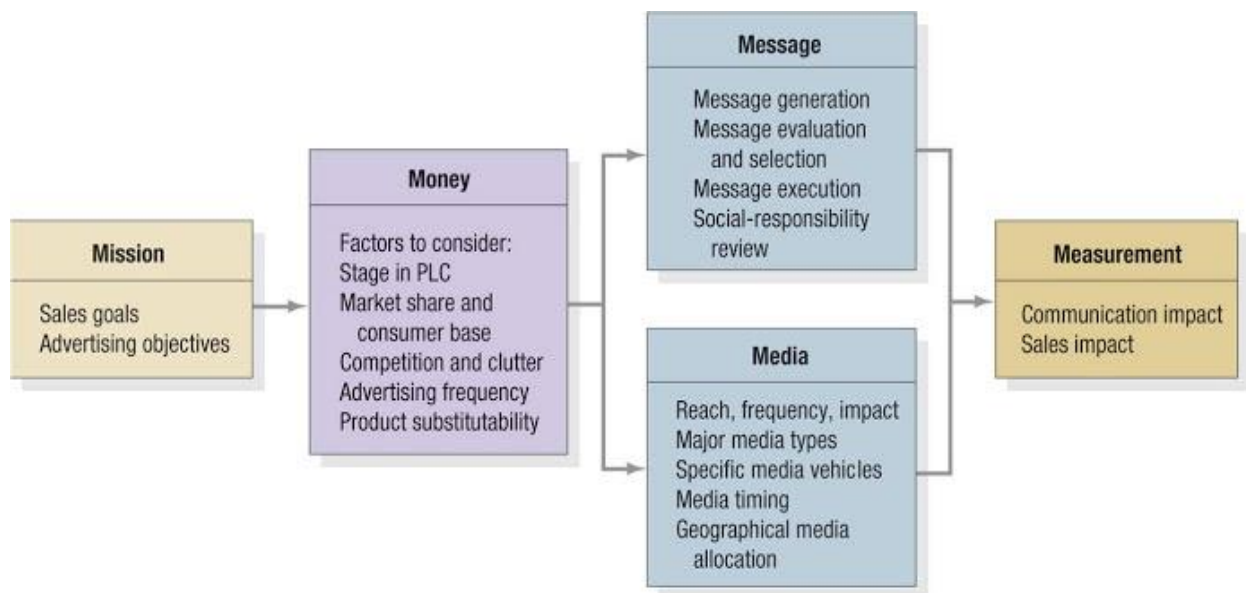 Mission
Sales goals
Advertising objectives
Money
Factors to consider:
Stage in PLC
Market share and
consumer base
Competition and clutter
Advertising frequency
Product substitutability
Message
Message generation
Message evaluation
and selection
Message execution
Social-responsibility
review
Media
Reach, frequency, impact
Major media types
Specific media vehicles
Media timing
Geographical media
allocation
Measurement
Communication impact
Sales impact